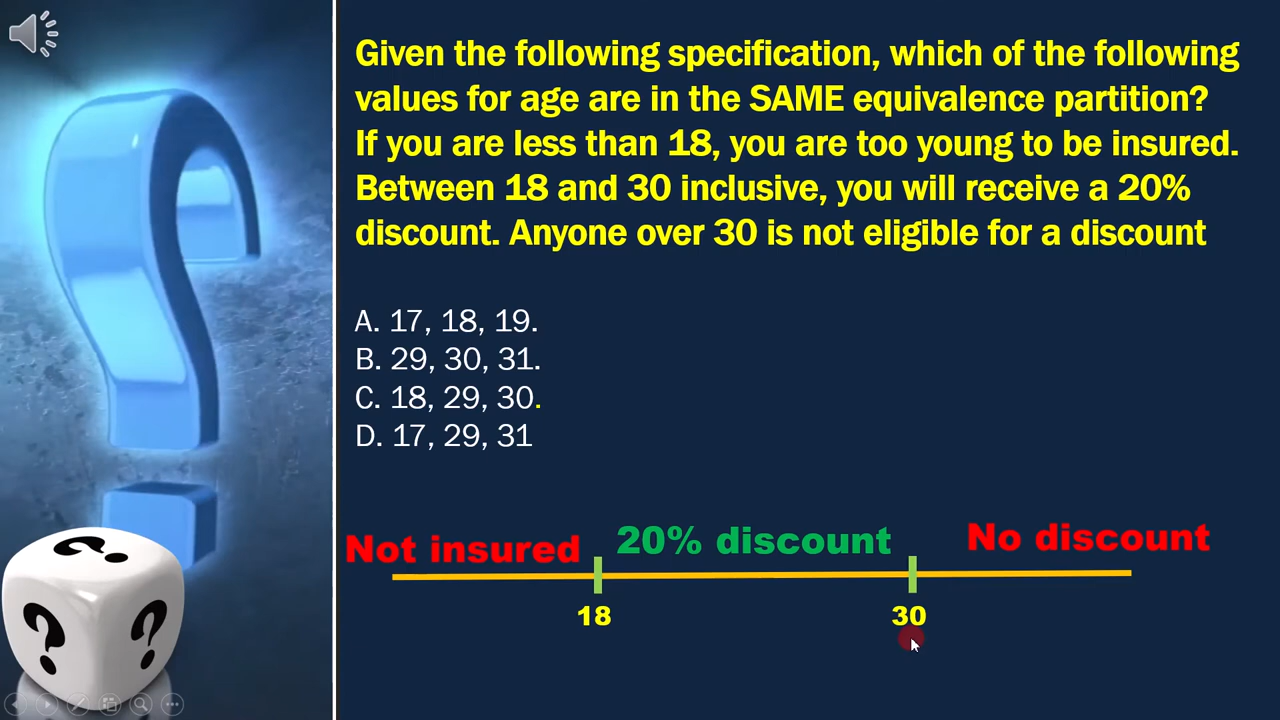 Given the following specification, which of the following
values for age are in the SAME equivalence partition?
If you are less than 18, you are too young to be insured.
Between 18 and 30 inclusive, you will receive a 20%
discount. Anyone over 30 is not eligible for a discount
A. 17, 18, 19.
B. 29, 30, 31.
C. 18, 29, 30.
D. 17, 29, 31
Not insured 20% discount No discount
18 30
? ? ?